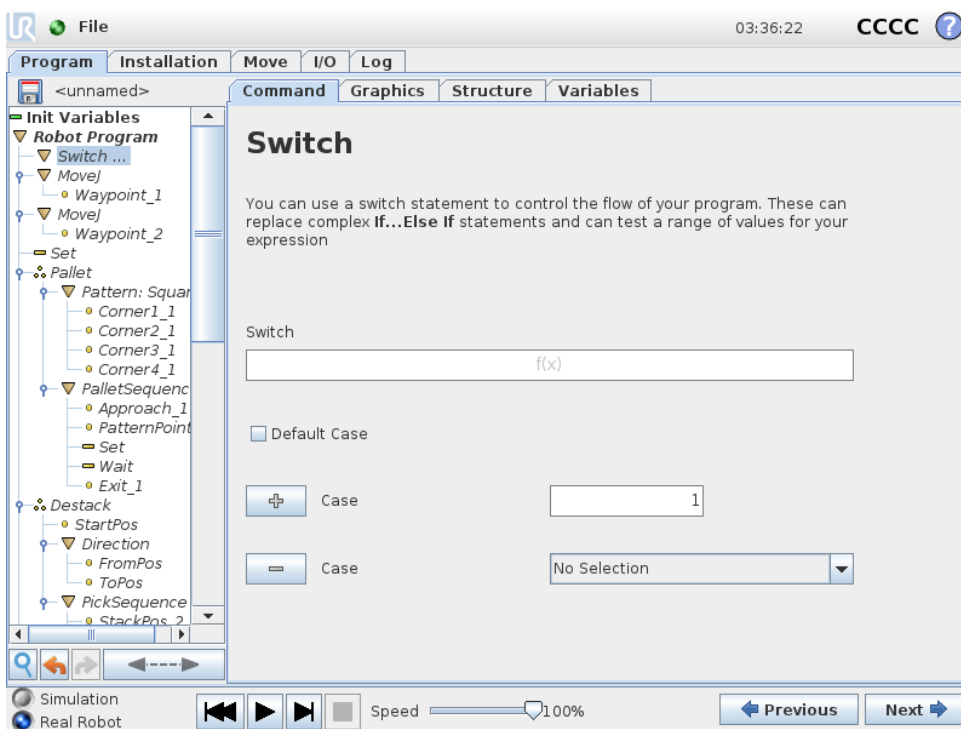 UR File 03:36:22 CCCC ?
Program Installation Move I/O Log
<unnamed> Command Graphics Structure Variables
Init Variables
Robot Program
Switch ...
MoveJ
Waypoint_1
MoveJ
Waypoint_2
Set
Pallet
Pattern: Squar
Corner1_1
Corner2_1
Corner3_1
Corner4_1
PalletSequenc
Approach_1
PatternPoint
Set
Wait
Exit_1
Destack
StartPos
Direction
FromPos
ToPos
PickSequence
StackPos_2
Switch
You can use a switch statement to control the flow of your program. These can
replace complex If...Else If statements and can test a range of values for your
expression
Switch
f(x)
Default Case
Case 1
Case No Selection
Simulation
Real Robot
Speed 100%
Previous Next